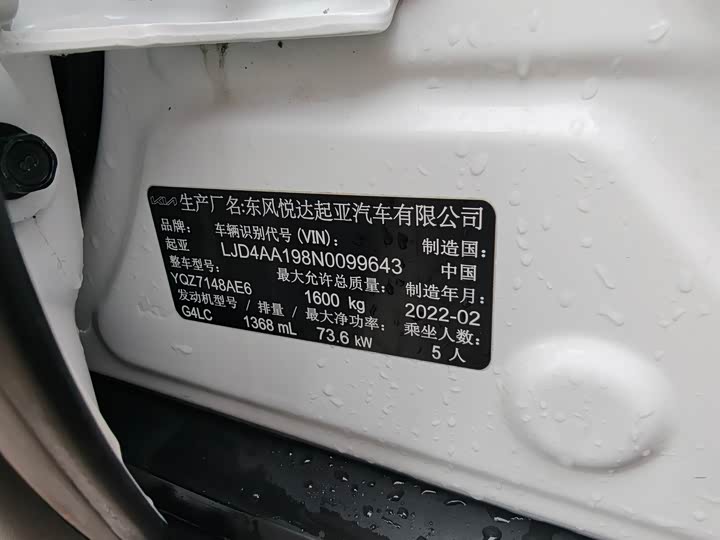 KIA 生产厂名:东风悦达起亚汽车有限公司
品牌: 车辆识别代号(VIN): 制造国:
起亚 LJD4AA198N0099643 中国
整车型号: 最大允许总质量: 制造年月:
YQZ7148AE6 1600 kg 2022-02
发动机型号/排量/最大净功率: 乘坐人数:
G4LC 1368 mL 73.6 kW 5 人